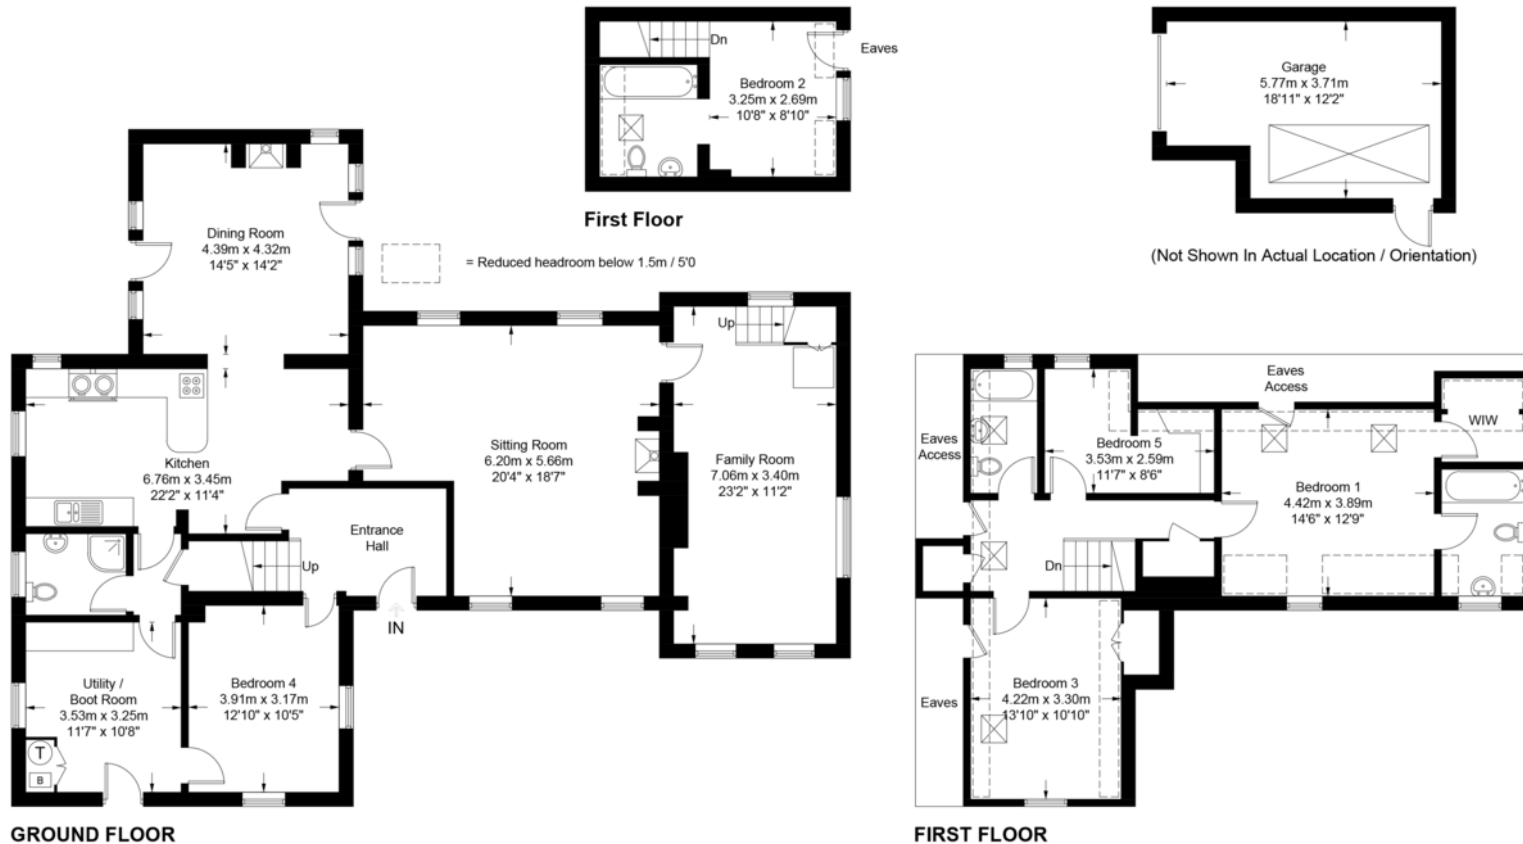 Dn
Eaves
Bedroom 2
3.25m x 2.69m
10'8" x 8'10"
First Floor
Garage
5.77m x 3.71m
18'11" x 12'2"
(Not Shown In Actual Location / Orientation)
Dining Room
4.39m x 4.32m
14'5" x 14'2"
= Reduced headroom below 1.5m / 5'0
Kitchen
6.76m x 3.45m
22'2" x 11'4"
Sitting Room
6.20m x 5.66m
20'4" x 18'7"
Up
Family Room
7.06m x 3.40m
23'2" x 11'2"
Entrance
Hall
Up
IN
Utility /
Boot Room
3.53m x 3.25m
11'7" x 10'8"
T
B
Bedroom 4
3.91m x 3.17m
12'10" x 10'5"
GROUND FLOOR
Eaves
Access
Eaves
Access
Bedroom 5
3.53m x 2.59m
11'7" x 8'6"
WIW
Bedroom 1
4.42m x 3.89m
14'6" x 12'9"
Dn
Eaves
Bedroom 3
4.22m x 3.30m
13'10" x 10'10"
FIRST FLOOR